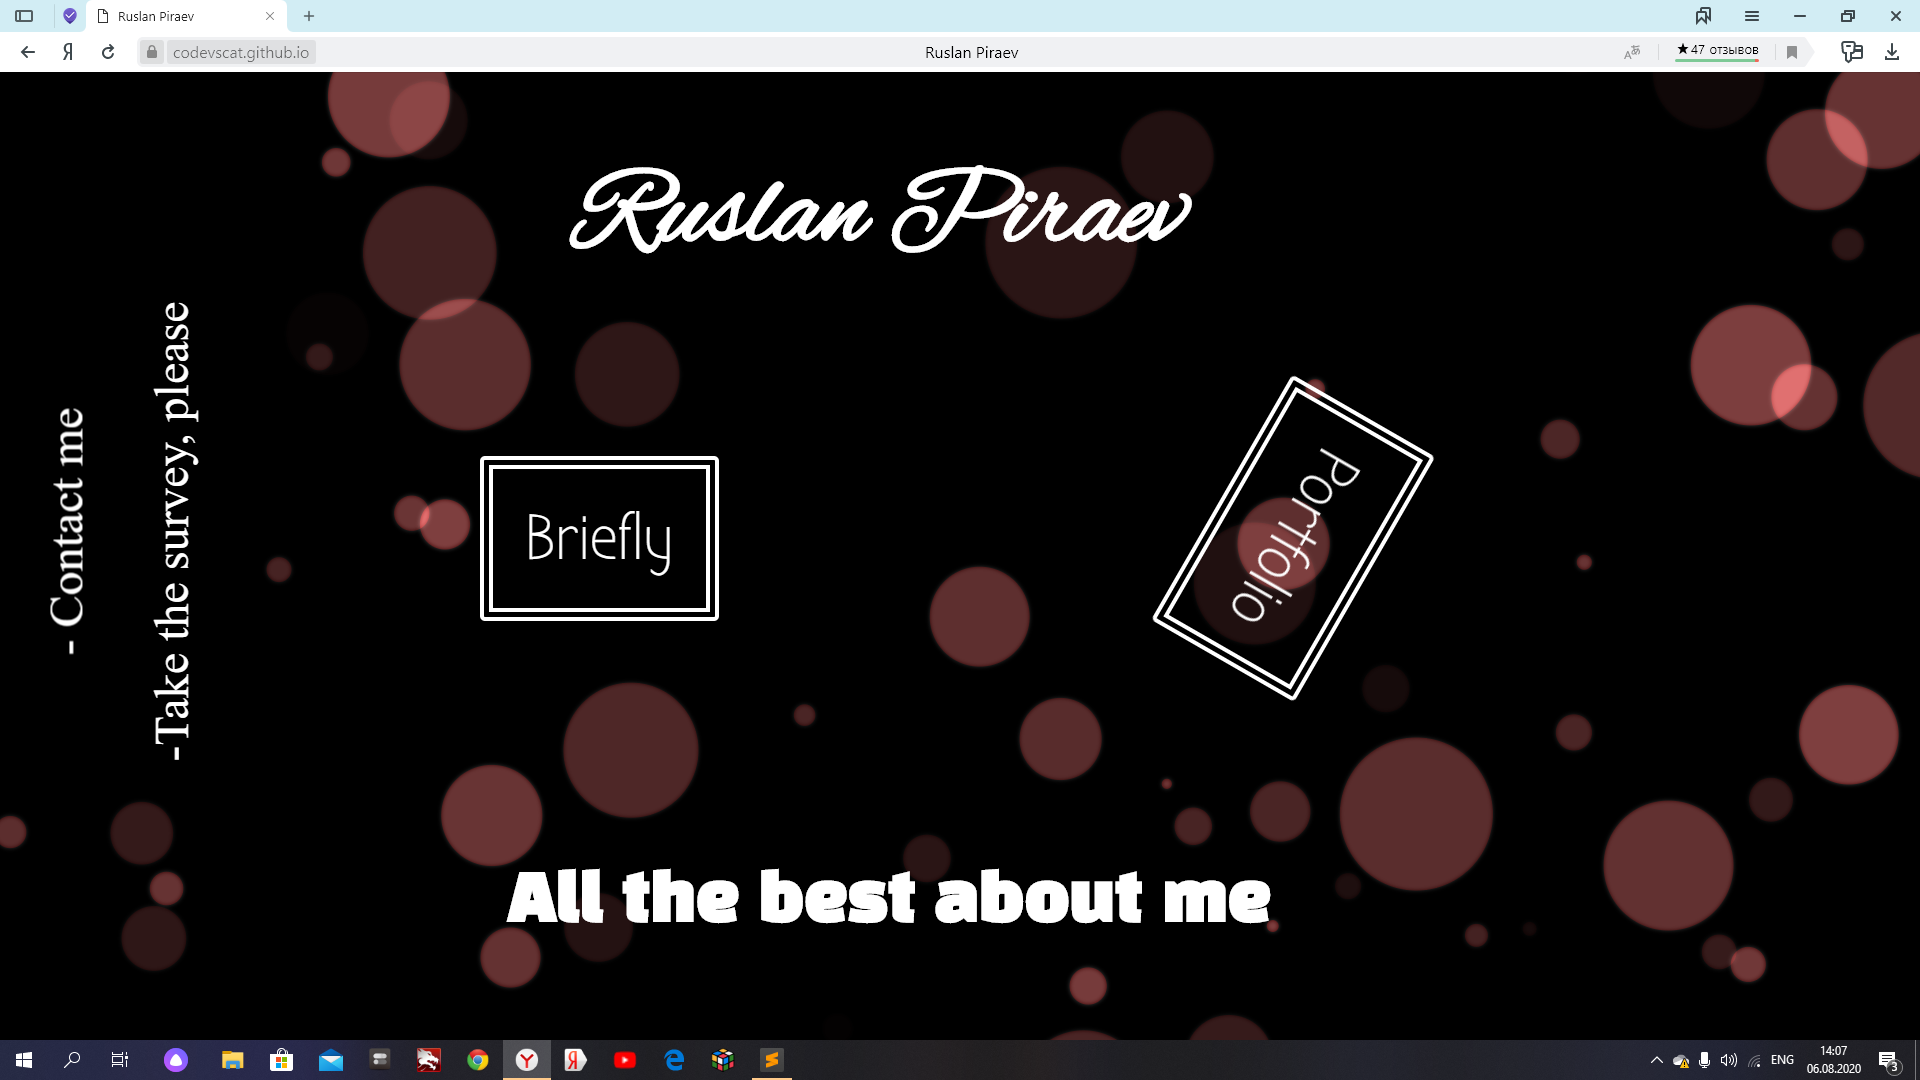 Ruslan Piraev
codevscat.github.io
Ruslan Piraev
★47 отзывов
Ruslan Piraev
- Contact me
-Take the survey, please
Briefly
Portfolio
All the best about me
ENG
14:07
06.08.2020
3